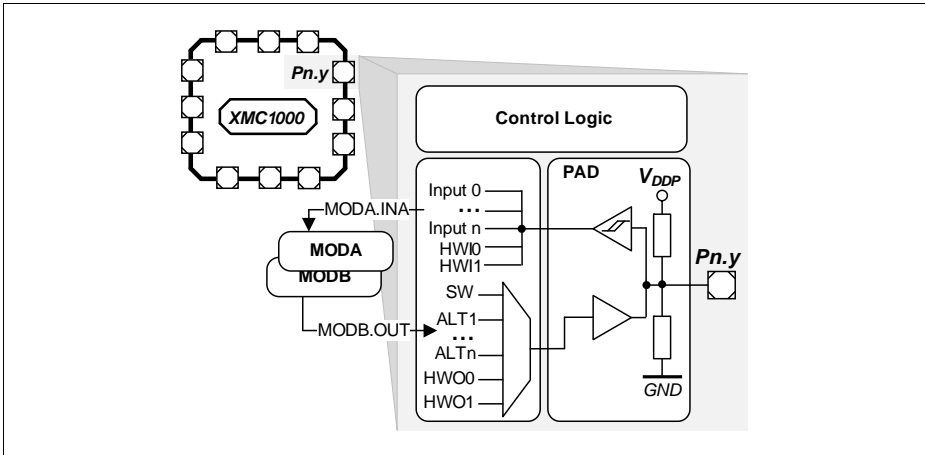 Pn.y
XMC1000
Control Logic
PAD
VDDP
Input 0
...
MODA.INA
Input n
MODA
HWI0
HWI1
MODB
Pn.y
SW
MODB.OUT
ALT1
...
ALTn
HWO0
HWO1
GND